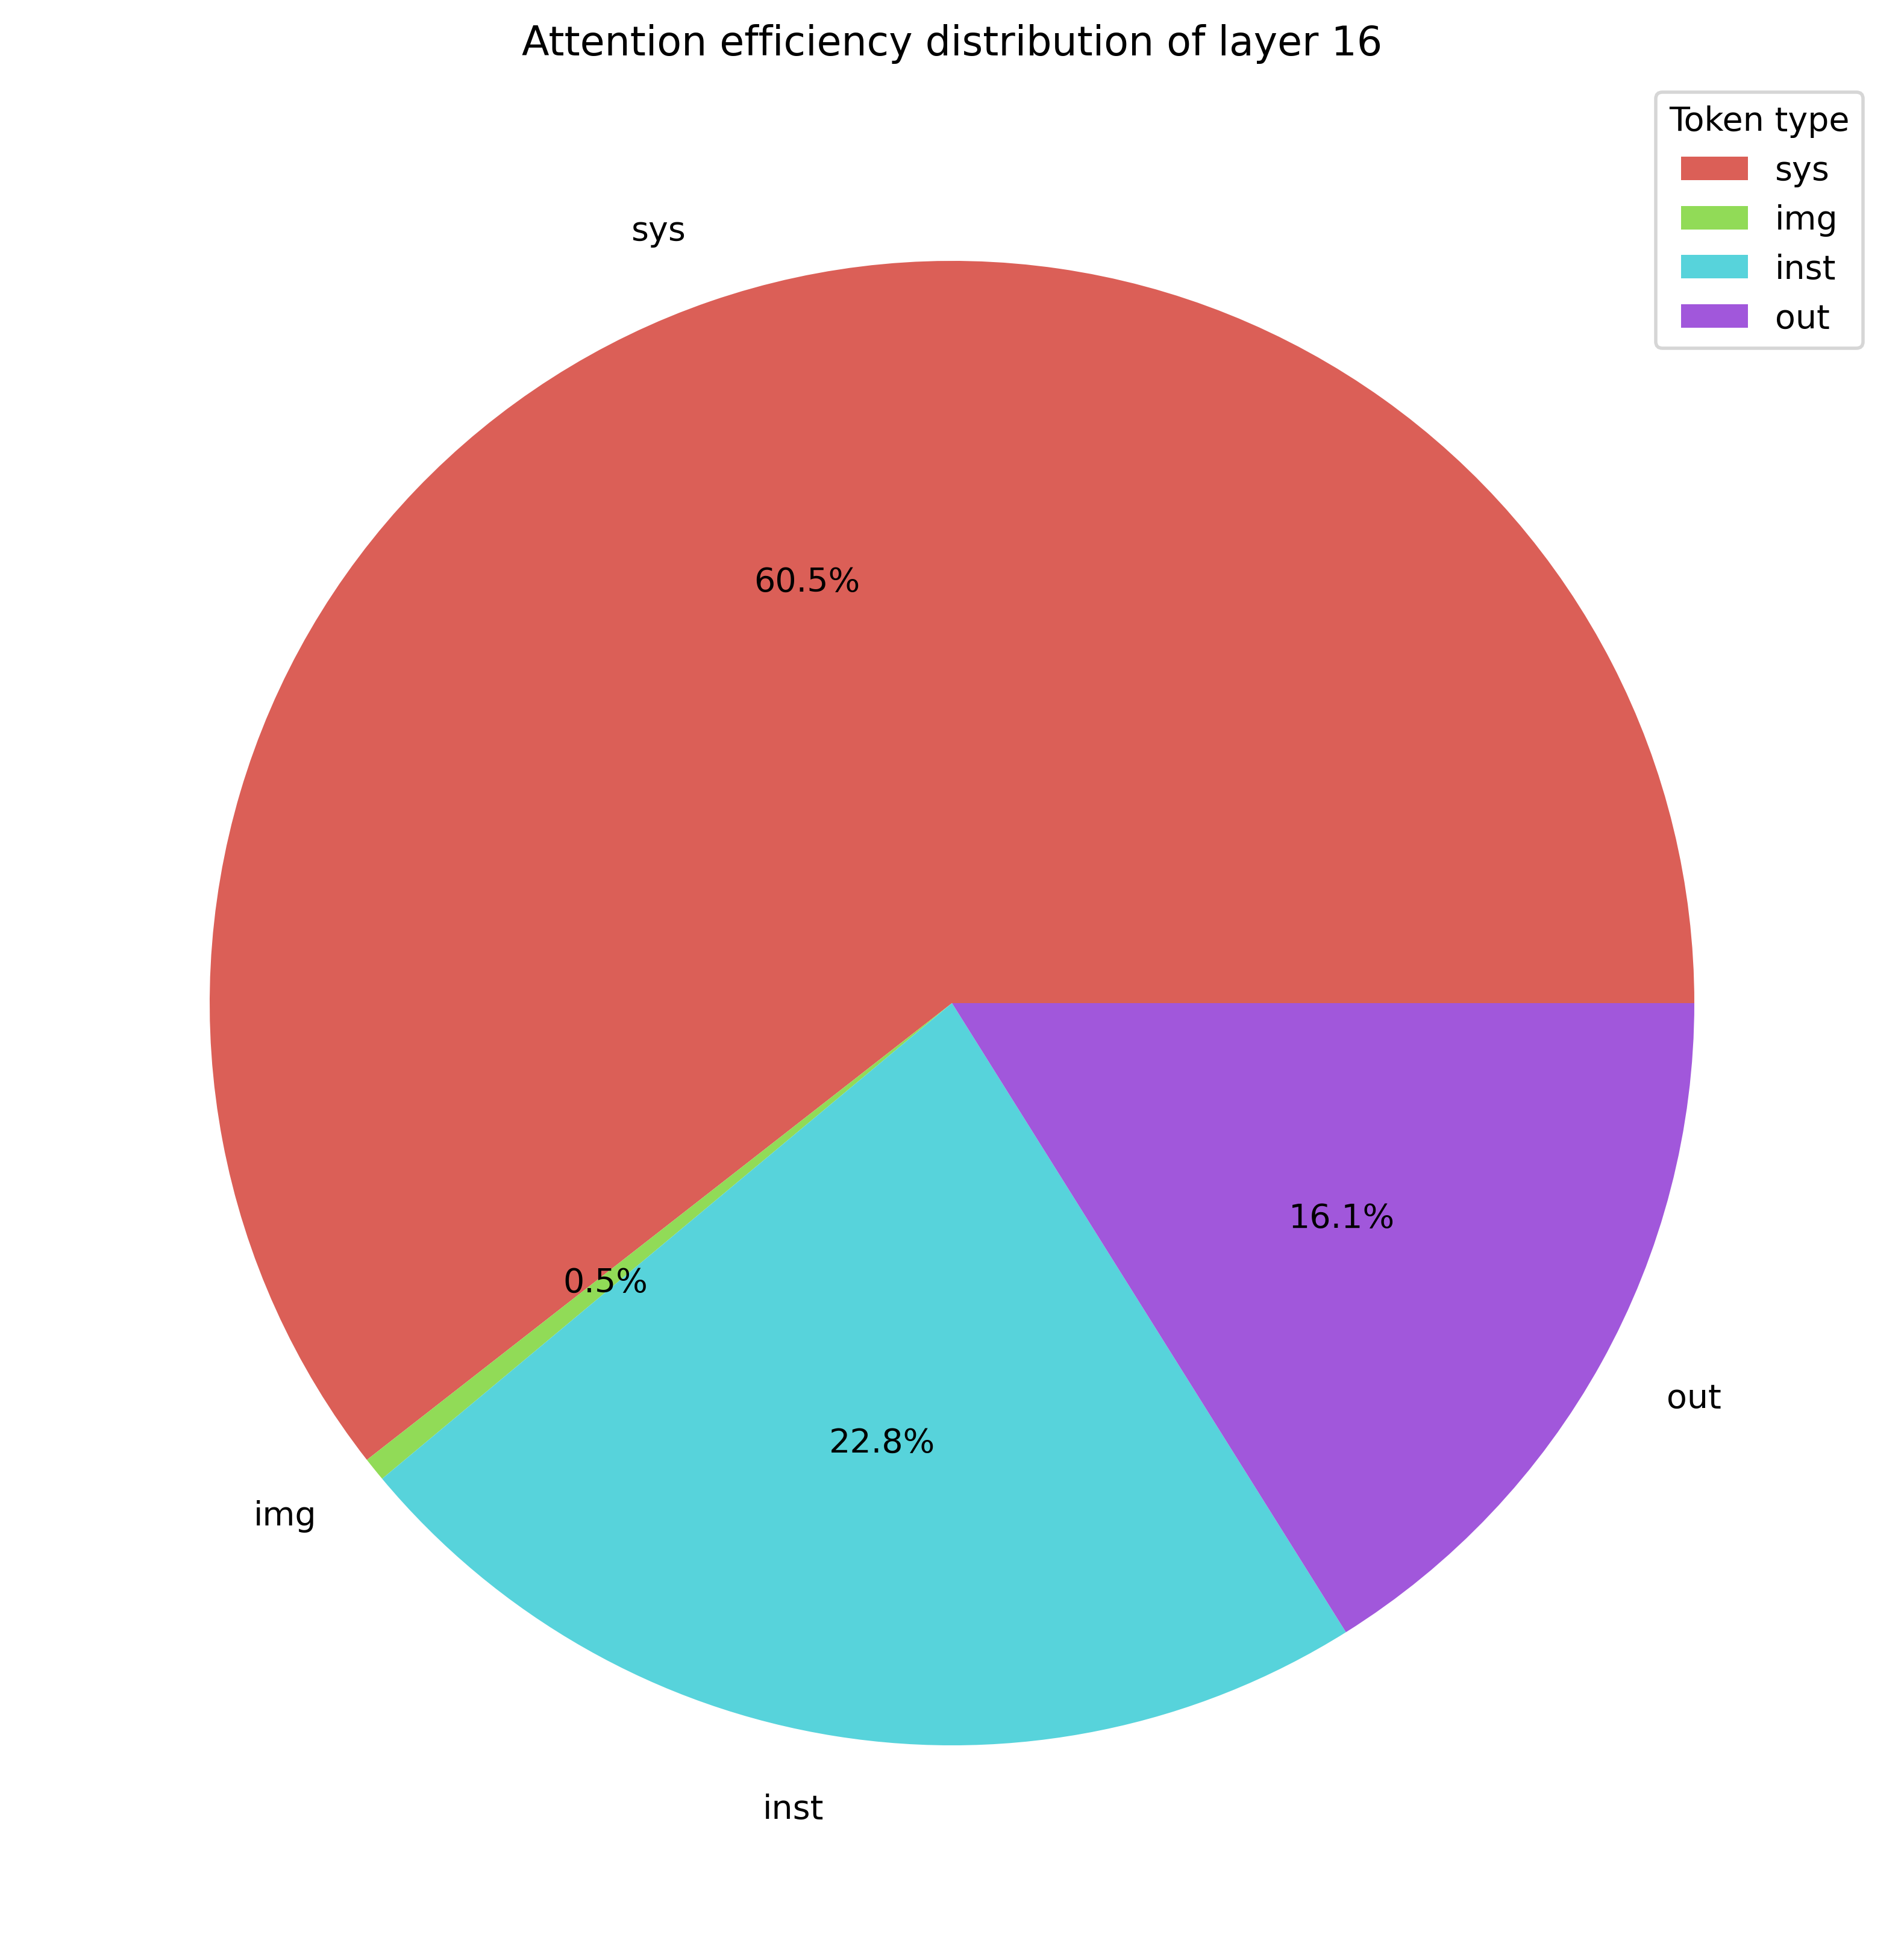 Attention efficiency distribution of layer 16
Token type
sys
img
inst
out
sys
60.5%
0.5%
16.1%
22.8%
out
img
inst